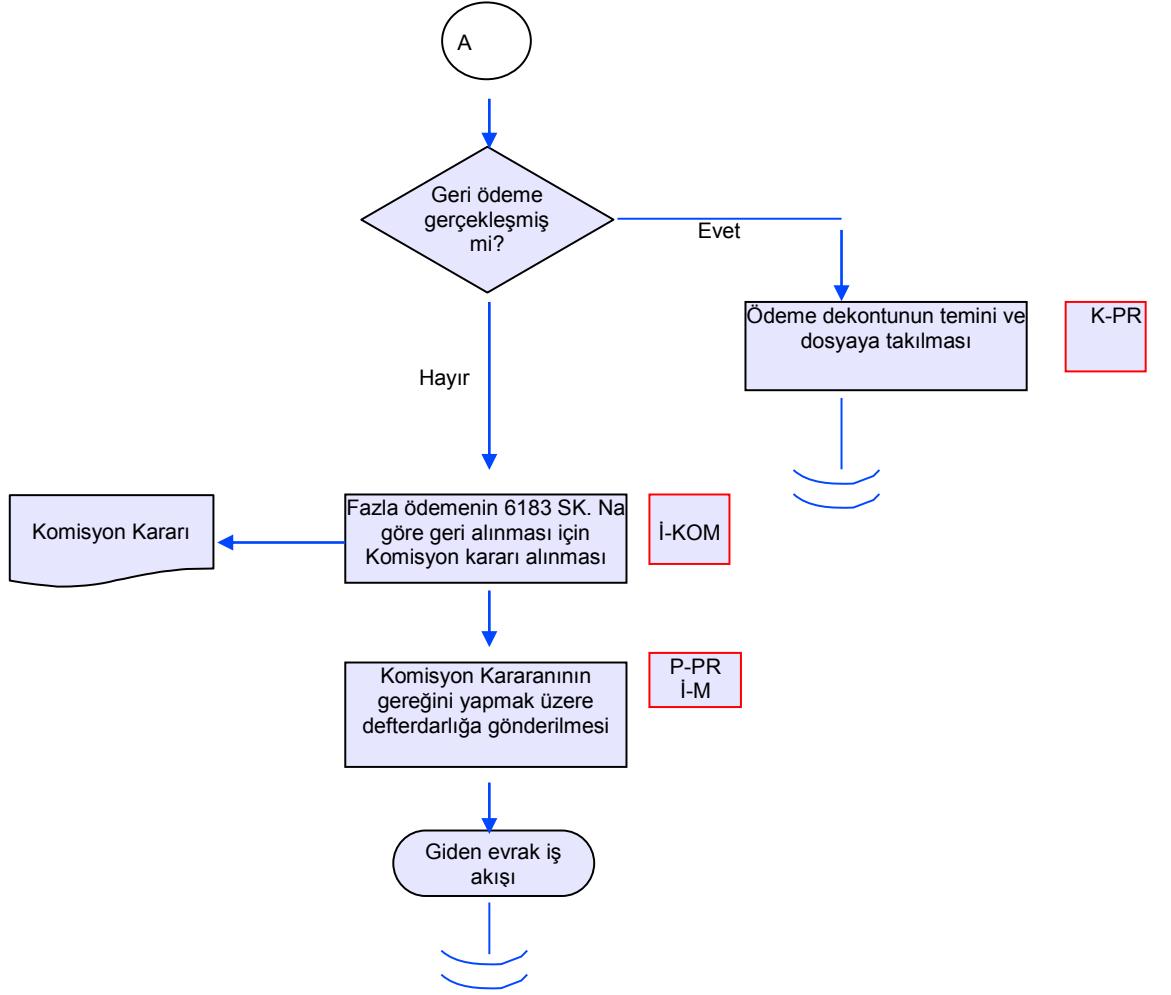 A
Geri ödeme
gerçekleşmiş
mi?
Evet
Ödeme dekontunun temini ve
dosyaya takılması
K-PR
Hayır
Komisyon Kararı
Fazla ödemenin 6183 SK. Na
göre geri alınması için
Komisyon kararı alınması
İ-KOM
Komisyon Kararanının
gereğini yapmak üzere
defterdarlığa gönderilmesi
P-PR
İ-M
Giden evrak iş
akışı